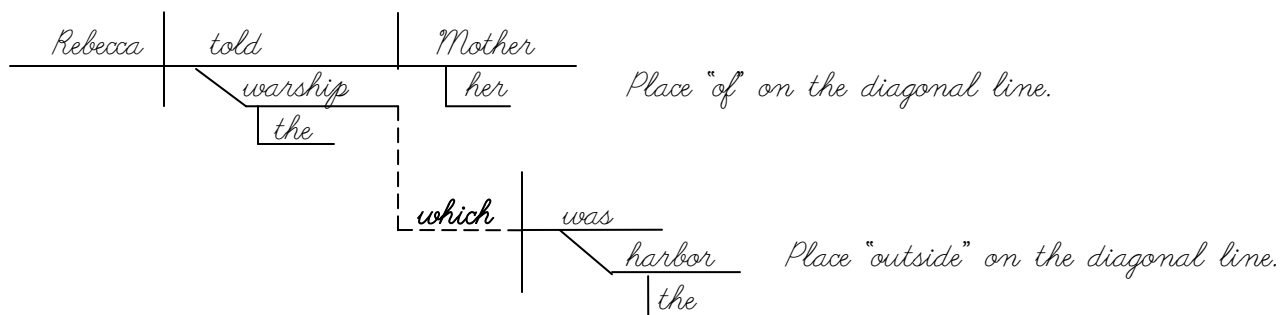 Rebecca told Mother
warship her Place “of” on the diagonal line.
the
which was
harbor Place “outside” on the diagonal line.
the